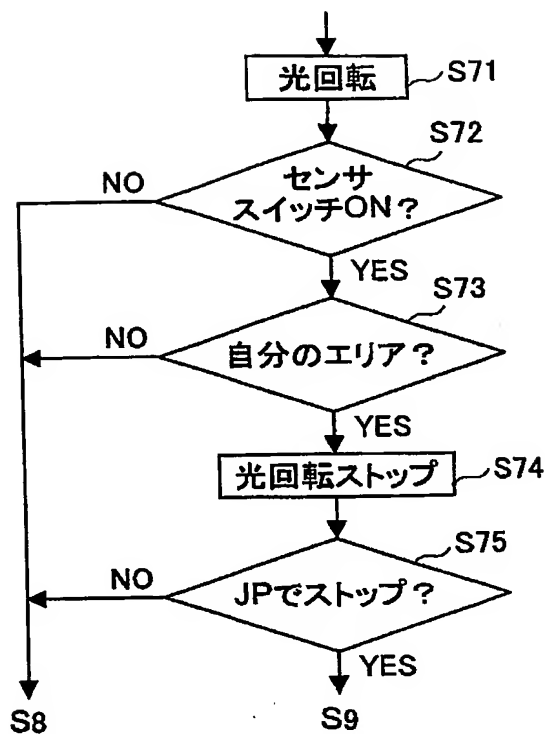 光回転
S71
S72
センサ
スイッチON?
NO
YES
S73
自分のエリア?
NO
YES
光回転ストップ
S74
S75
JPでストップ?
NO
YES
S8
S9